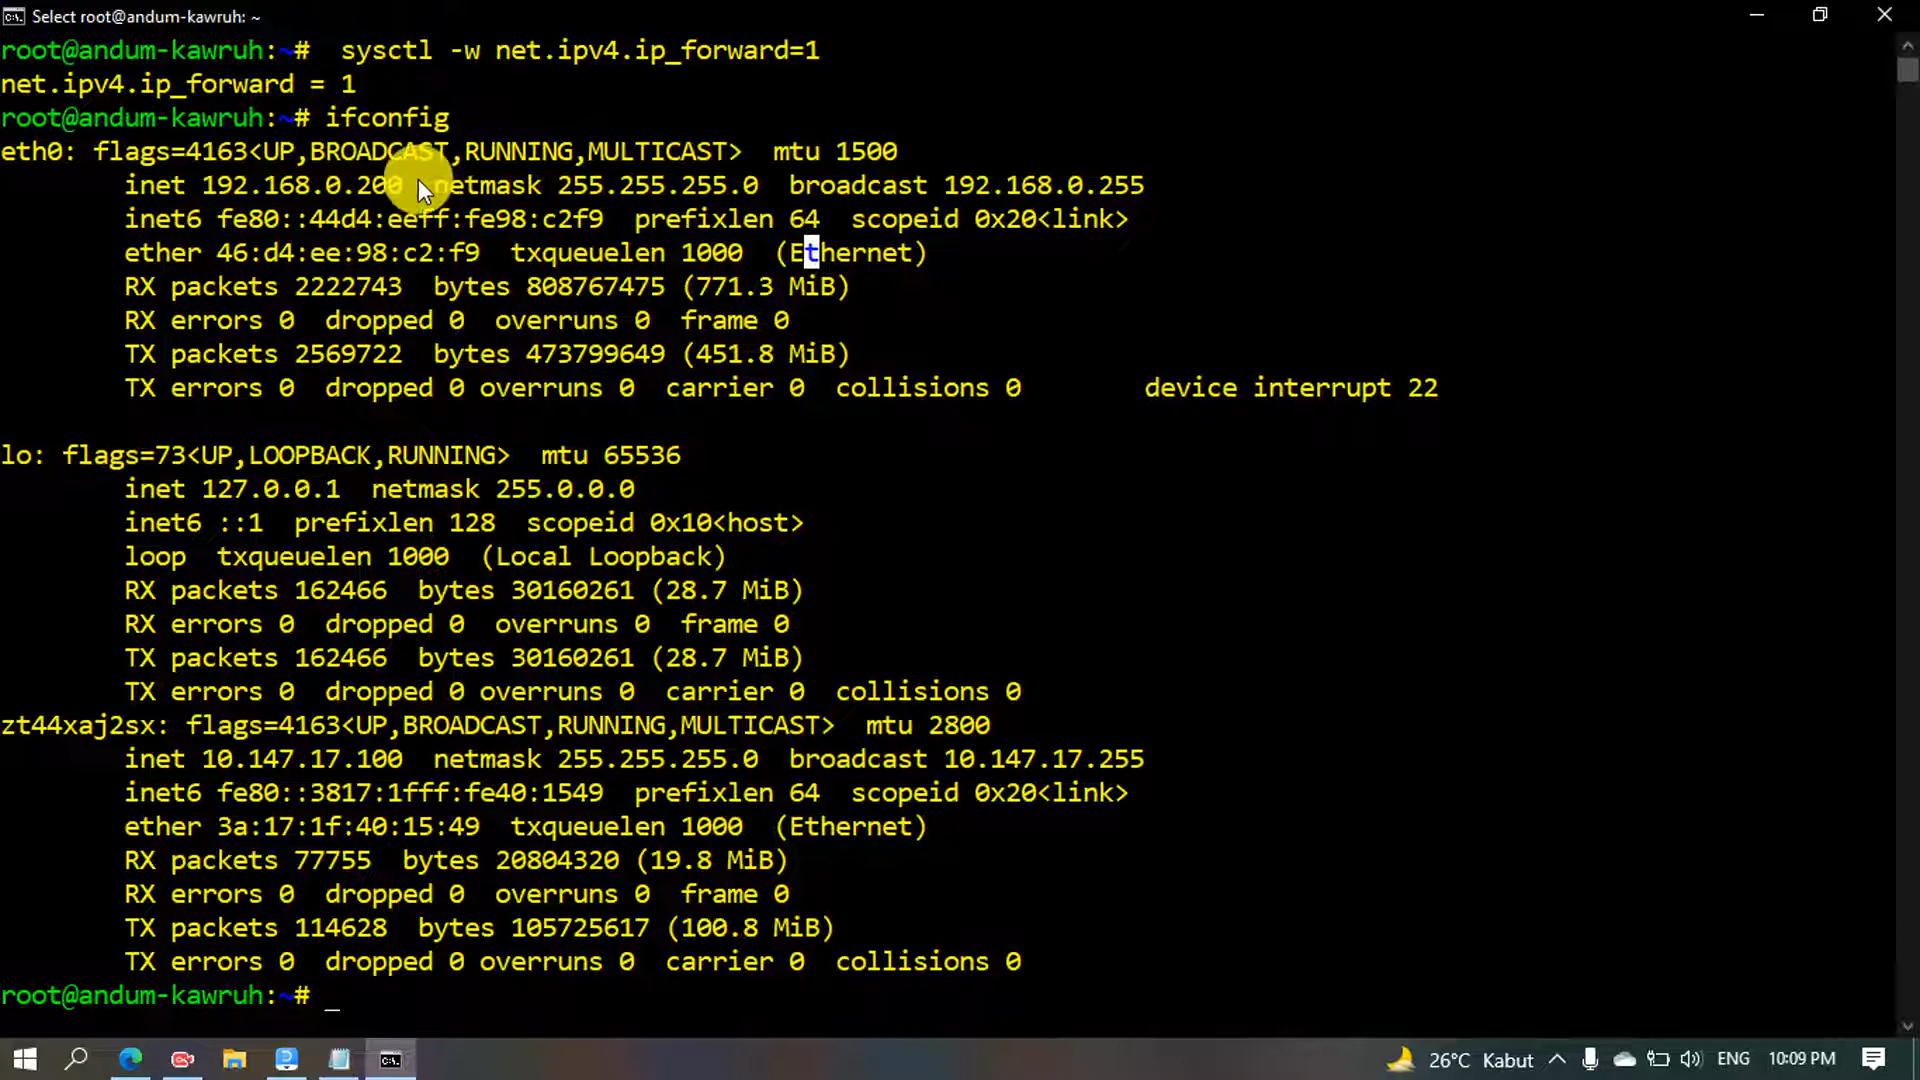 Select root@andum-kawruh: ~
root@andum-kawruh:~#  sysctl -w net.ipv4.ip_forward=1
net.ipv4.ip_forward = 1
root@andum-kawruh:~# ifconfig
eth0: flags=4163<UP,BROADCAST,RUNNING,MULTICAST>  mtu 1500
        inet 192.168.0.200  netmask 255.255.255.0  broadcast 192.168.0.255
        inet6 fe80::44d4:eeff:fe98:c2f9  prefixlen 64  scopeid 0x20<link>
        ether 46:d4:ee:98:c2:f9  txqueuelen 1000  (Ethernet)
        RX packets 2222743  bytes 808767475 (771.3 MiB)
        RX errors 0  dropped 0  overruns 0  frame 0
        TX packets 2569722  bytes 473799649 (451.8 MiB)
        TX errors 0  dropped 0 overruns 0  carrier 0  collisions 0        device interrupt 22
lo: flags=73<UP,LOOPBACK,RUNNING>  mtu 65536
        inet 127.0.0.1  netmask 255.0.0.0
        inet6 ::1  prefixlen 128  scopeid 0x10<host>
        loop  txqueuelen 1000  (Local Loopback)
        RX packets 162466  bytes 30160261 (28.7 MiB)
        RX errors 0  dropped 0  overruns 0  frame 0
        TX packets 162466  bytes 30160261 (28.7 MiB)
        TX errors 0  dropped 0 overruns 0  carrier 0  collisions 0
zt44xaj2sx: flags=4163<UP,BROADCAST,RUNNING,MULTICAST>  mtu 2800
        inet 10.147.17.100  netmask 255.255.255.0  broadcast 10.147.17.255
        inet6 fe80::3817:1fff:fe40:1549  prefixlen 64  scopeid 0x20<link>
        ether 3a:17:1f:40:15:49  txqueuelen 1000  (Ethernet)
        RX packets 77755  bytes 20804320 (19.8 MiB)
        RX errors 0  dropped 0  overruns 0  frame 0
        TX packets 114628  bytes 105725617 (100.8 MiB)
        TX errors 0  dropped 0 overruns 0  carrier 0  collisions 0
root@andum-kawruh:~# _
26°C Kabut ENG 10:09 PM